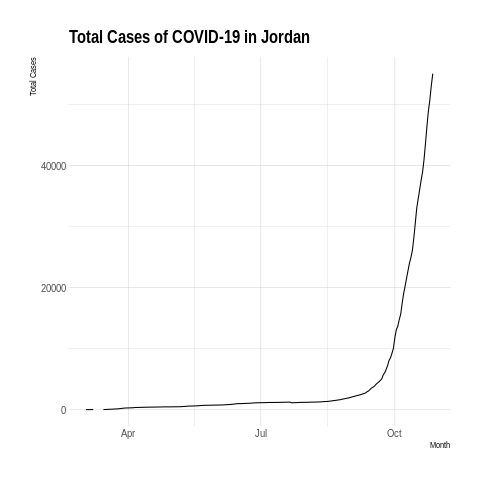 Total Cases of COVID-19 in Jordan
Total Cases
40000
20000
0
Apr
Jul
Oct
Month